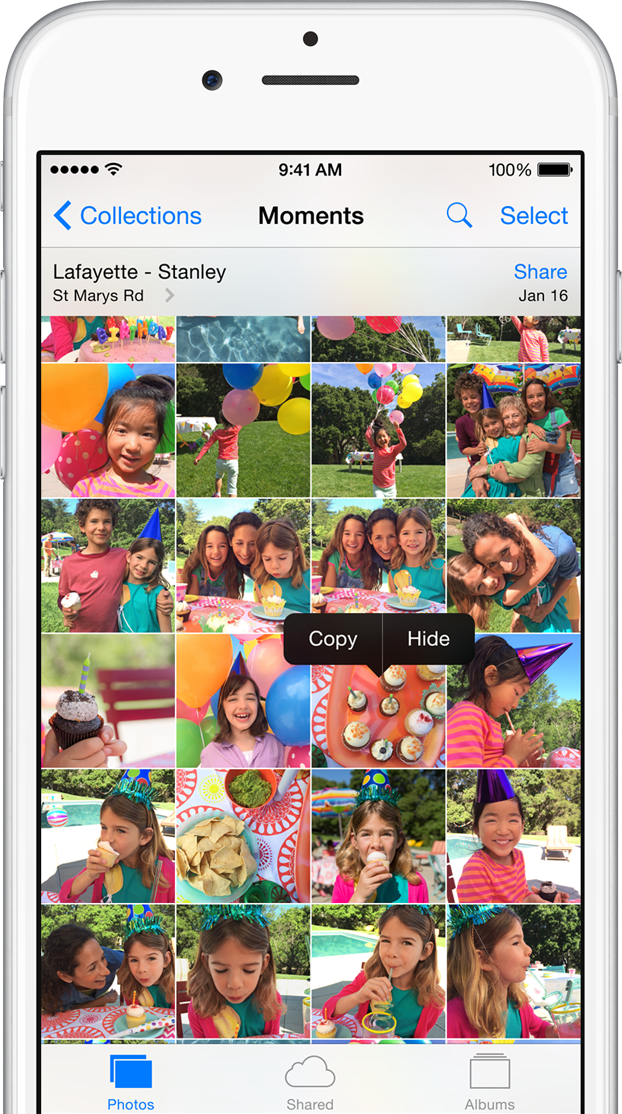 9:41 AM
100%
Collections
Moments
Select
Lafayette - Stanley
Share
St Marys Rd
Jan 16
Copy
Hide
Photos
Shared
Albums